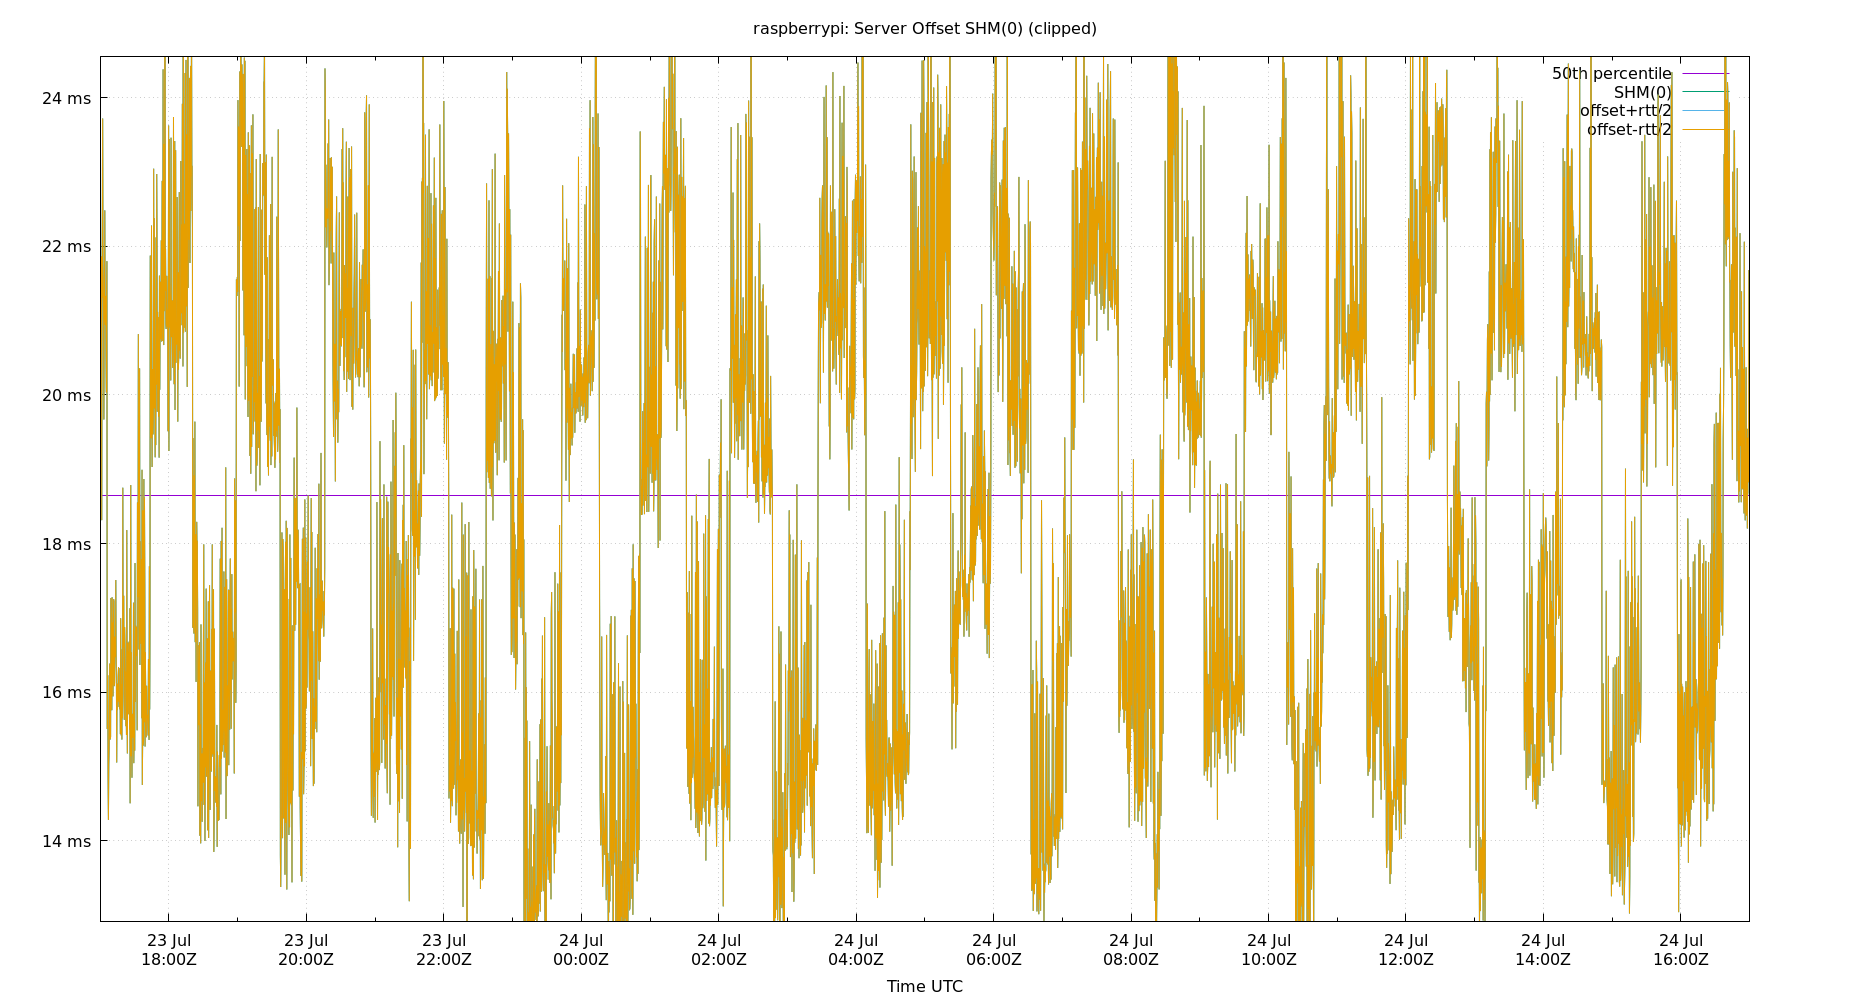 raspberrypi: Server Offset SHM(0) (clipped)
50th percentile
SHM(0)
offset+rtt/2
offset-rtt/2
24 ms
22 ms
20 ms
18 ms
16 ms
14 ms
23 Jul 23 Jul 23 Jul 24 Jul 24 Jul 24 Jul 24 Jul 24 Jul 24 Jul 24 Jul 24 Jul 24 Jul
18:00Z 20:00Z 22:00Z 00:00Z 02:00Z 04:00Z 06:00Z 08:00Z 10:00Z 12:00Z 14:00Z 16:00Z
Time UTC